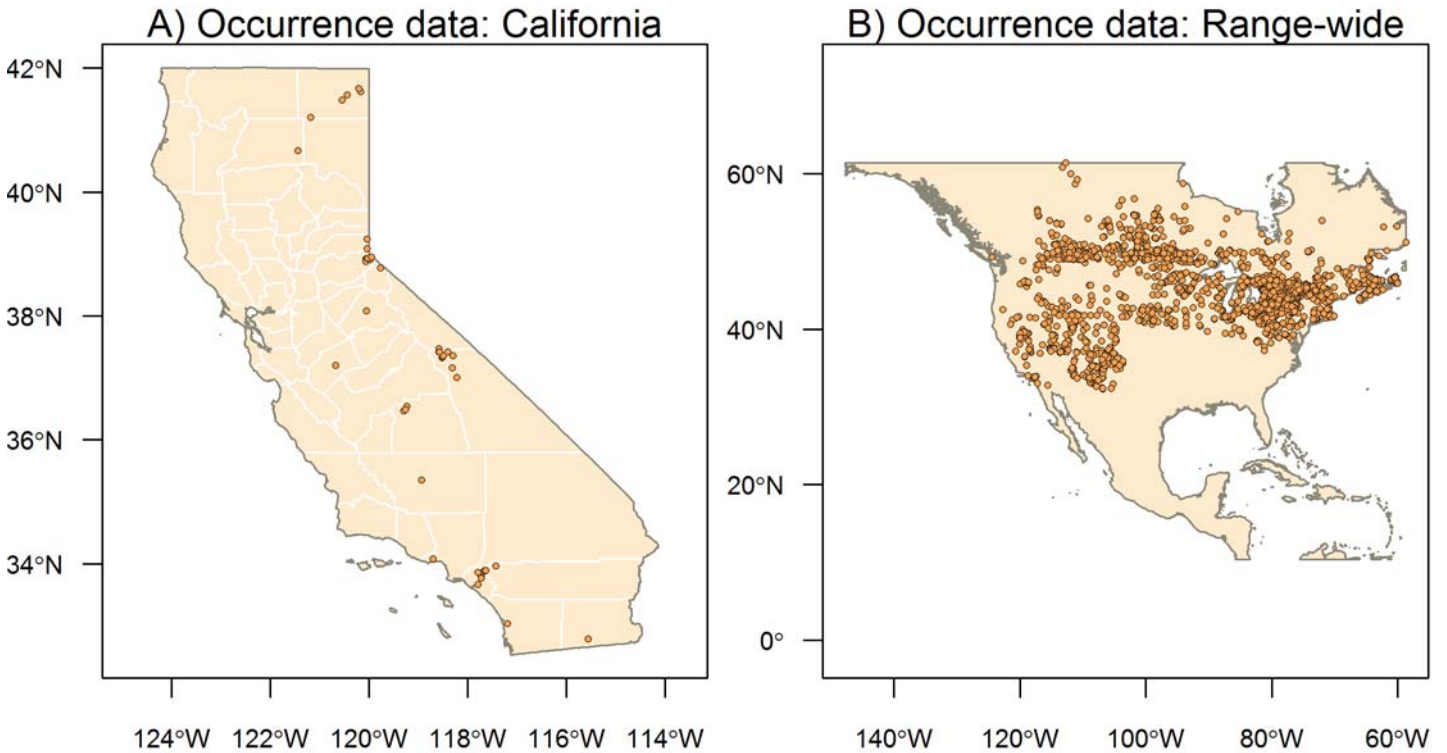 A) Occurrence data: California
42°N
40°N
38°N
36°N
34°N
124°W 122°W 120°W 118°W 116°W 114°W
B) Occurrence data: Range-wide
60°N
40°N
20°N
0°
140°W 120°W 100°W 80°W 60°W